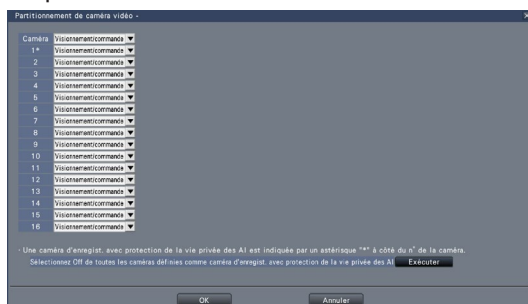 Partitionnement de caméra vidéo -
Caméra Visionnement/commande
1* Visionnement/commande
2 Visionnement/commande
3 Visionnement/commande
4 Visionnement/commande
5 Visionnement/commande
6 Visionnement/commande
7 Visionnement/commande
8 Visionnement/commande
9 Visionnement/commande
10 Visionnement/commande
11 Visionnement/commande
12 Visionnement/commande
13 Visionnement/commande
14 Visionnement/commande
15 Visionnement/commande
16 Visionnement/commande
· Une caméra d'enregist. avec protection de la vie privée des AI est indiquée par un astérisque "*" à côté du n° de la caméra.
Sélectionnez Off de toutes les caméras définies comme caméra d'enregist. avec protection de la vie privée des AI Exécuter
OK Annuler